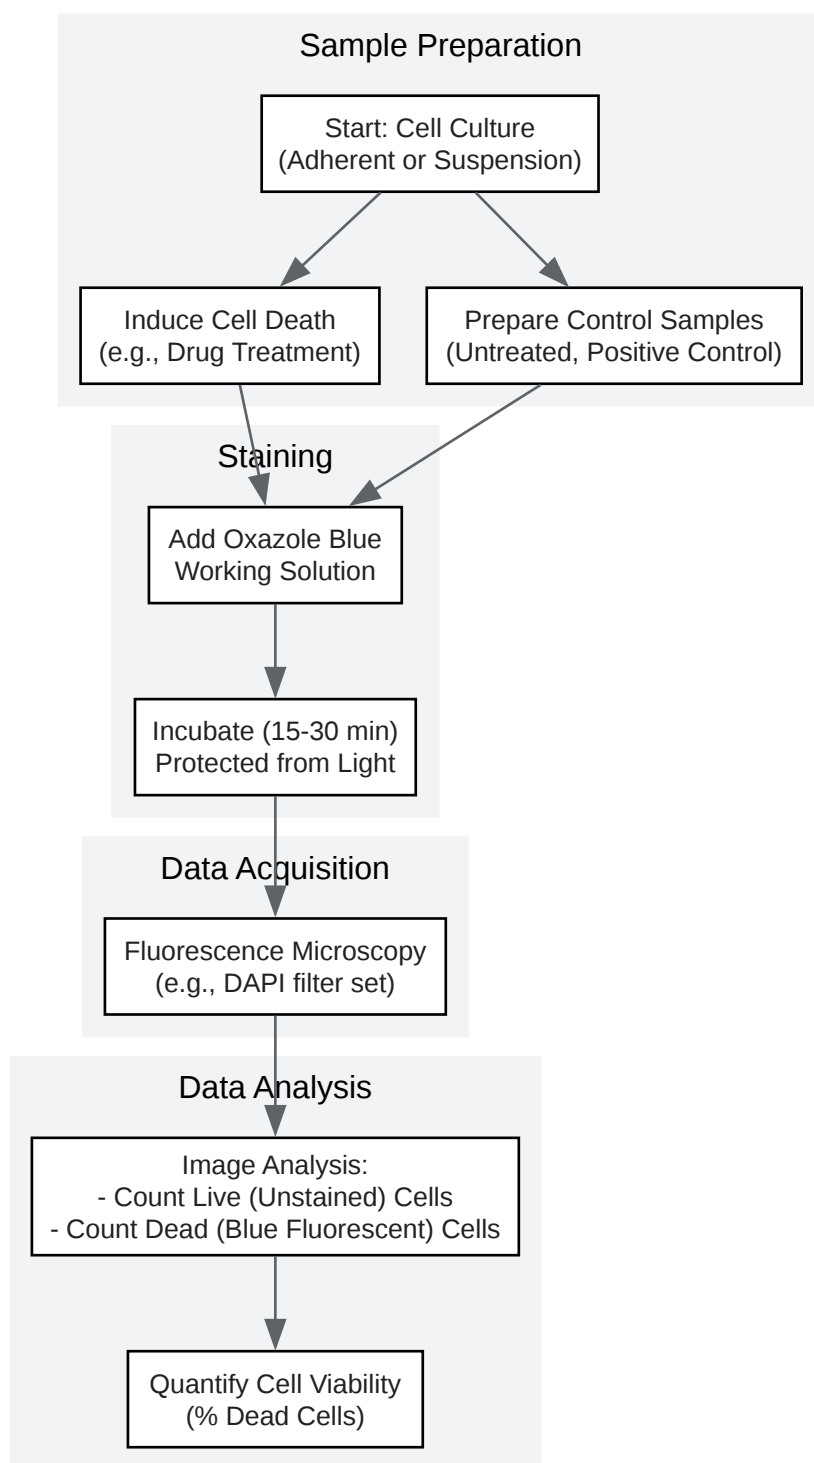 Sample Preparation
Start: Cell Culture
(Adherent or Suspension)
Induce Cell Death
(e.g., Drug Treatment)
Prepare Control Samples
(Untreated, Positive Control)
Staining
Add Oxazole Blue
Working Solution
Incubate (15-30 min)
Protected from Light
Data Acquisition
Fluorescence Microscopy
(e.g., DAPI filter set)
Data Analysis
Image Analysis:
- Count Live (Unstained) Cells
- Count Dead (Blue Fluorescent) Cells
Quantify Cell Viability
(% Dead Cells)